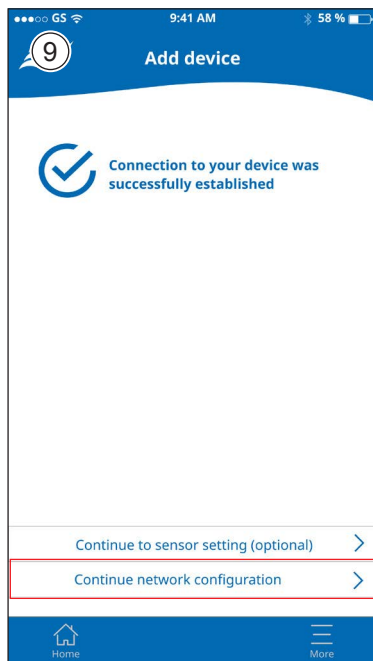 ●●●○○ GS 9:41 AM 58 %
9
Add device
Connection to your device was
successfully established
Continue to sensor setting (optional)
Continue network configuration
Home More